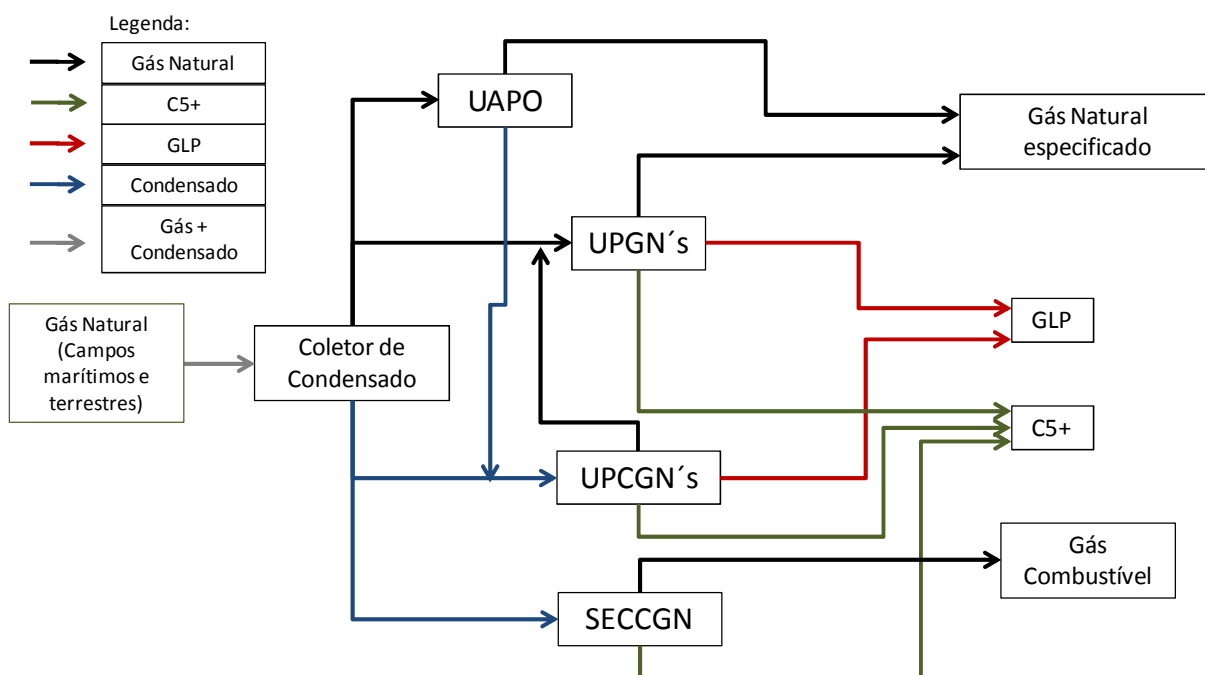 Legenda:
Gás Natural
C5+
GLP
Condensado
Gás +
Condensado
UAPO
Gás Natural
especificado
UPGN´s
Gás Natural
(Campos
marítimos e
terrestres)
Coletor de
Condensado
GLP
C5+
UPCGN´s
Gás
Combustível
SECCGN